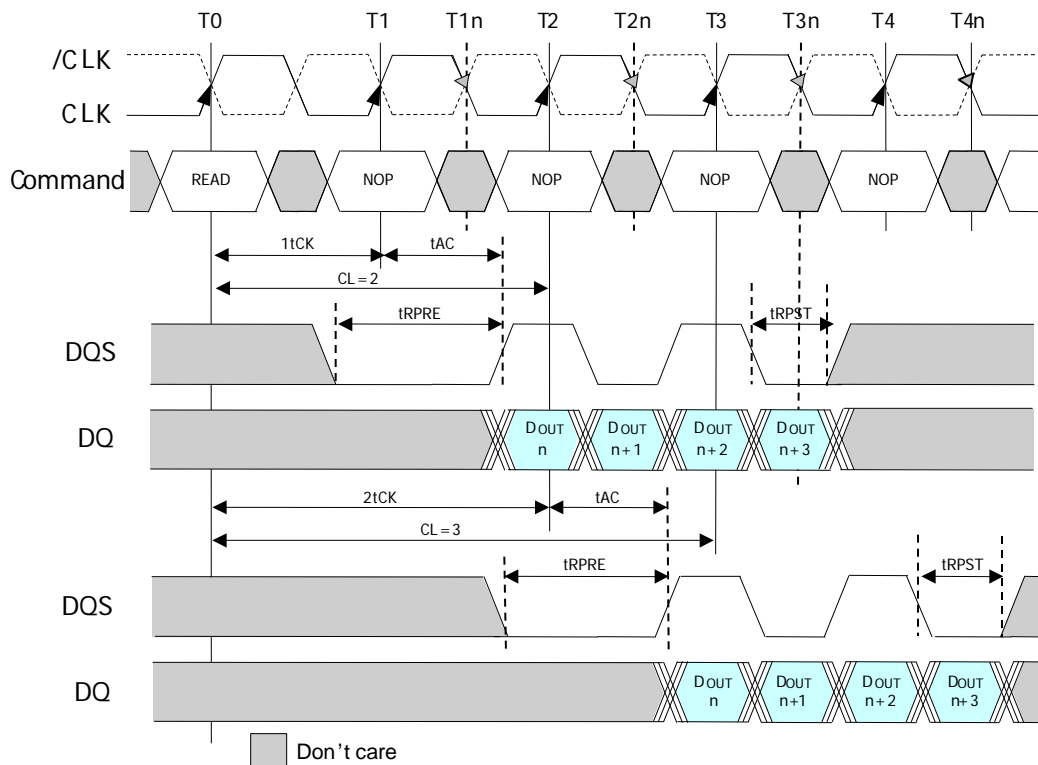 T0 T1 T1n T2 T2n T3 T3n T4 T4n
/CLK
CLK
Command READ NOP NOP NOP NOP
1tCK tAC
CL = 2
tRPRE tRPST
DQS
DQ
DOUT n
DOUT n+1
DOUT n+2
DOUT n+3
2tCK tAC
CL = 3
tRPRE tRPST
DQS
DQ
DOUT n
DOUT n+1
DOUT n+2
DOUT n+3
Don't care